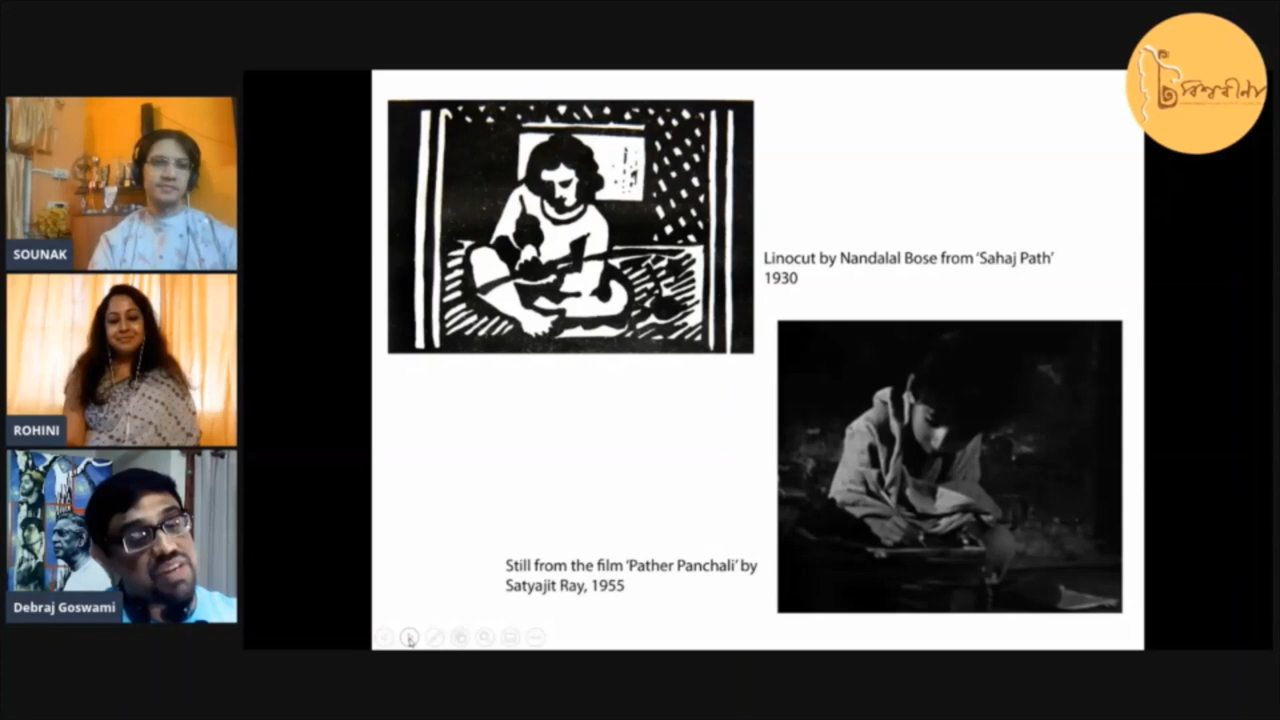 বিশ্ববীণা
SOUNAK
ROHINI
Debraj Goswami
Linocut by Nandalal Bose from ‘Sahaj Path’
1930
Still from the film ‘Pather Panchali’ by
Satyajit Ray, 1955